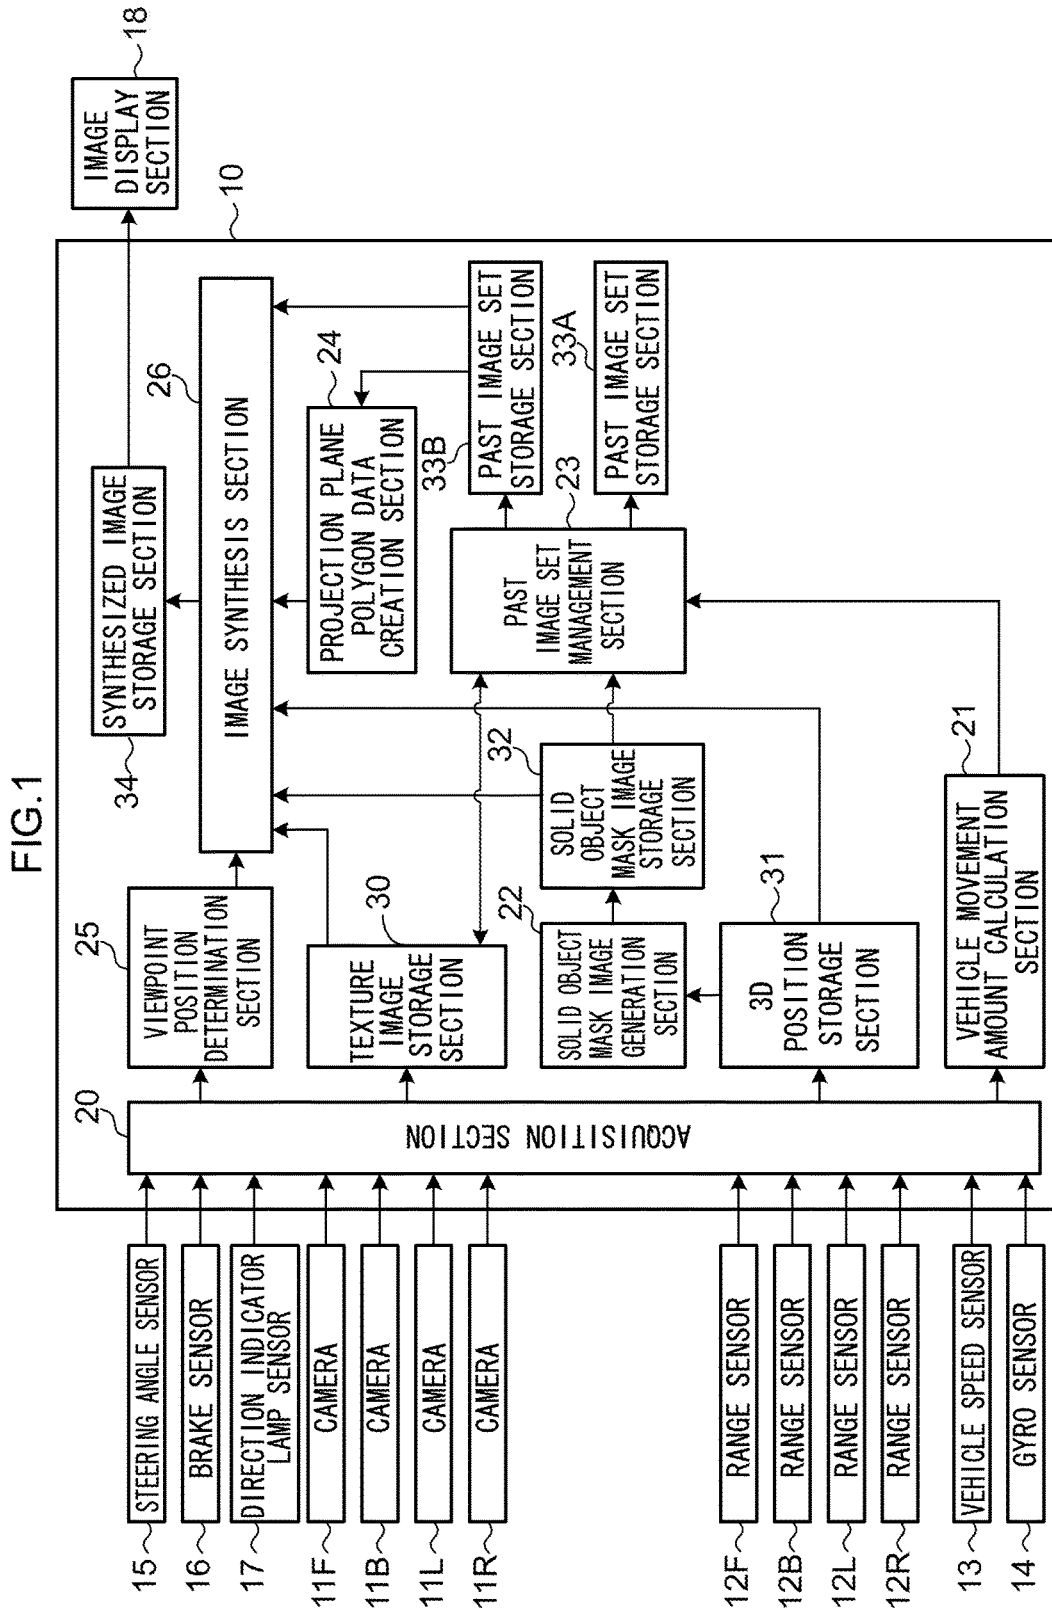 FIG.1
15
STEERING ANGLE SENSOR
16
BRAKE SENSOR
17
DIRECTION INDICATOR
LAMP SENSOR
11F
CAMERA
11B
CAMERA
11L
CAMERA
11R
CAMERA
12F
RANGE SENSOR
12B
RANGE SENSOR
12L
RANGE SENSOR
12R
RANGE SENSOR
13
VEHICLE SPEED SENSOR
14
GYRO SENSOR
20
ACQUISITION SECTION
25
VIEWPOINT
POSITION
DETERMINATION
SECTION
30
TEXTURE
IMAGE
STORAGE
SECTION
22
SOLID OBJECT
MASK IMAGE
GENERATION
SECTION
31
3D
POSITION
STORAGE
SECTION
21
VEHICLE MOVEMENT
AMOUNT CALCULATION
SECTION
32
SOLID
OBJECT
MASK IMAGE
STORAGE
SECTION
34
SYNTHESIZED IMAGE
STORAGE SECTION
26
IMAGE SYNTHESIS SECTION
24
PROJECTION PLANE
POLYGON DATA
CREATION SECTION
23
PAST
IMAGE SET
MANAGEMENT
SECTION
33B
PAST IMAGE SET
STORAGE SECTION
33A
PAST IMAGE SET
STORAGE SECTION
10
18
IMAGE
DISPLAY
SECTION